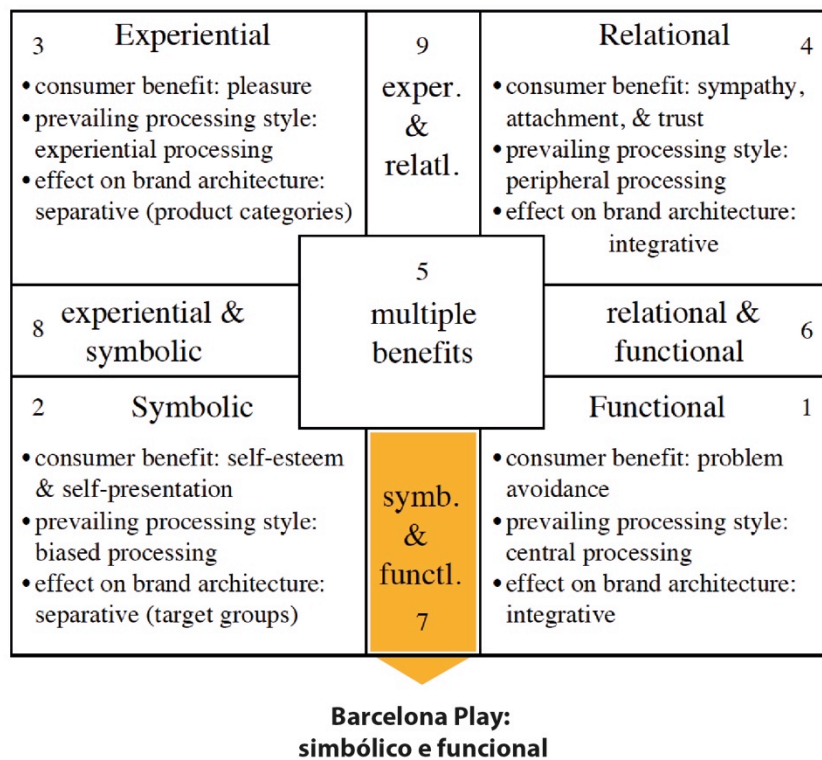 3 Experiential
• consumer benefit: pleasure
• prevailing processing style:
experiential processing
• effect on brand architecture:
separative (product categories)
9
exper.
&
relatl.
Relational 4
• consumer benefit: sympathy,
attachment, & trust
• prevailing processing style:
peripheral processing
• effect on brand architecture:
integrative
8 experiential &
symbolic
5
multiple
benefits
relational &
functional 6
2 Symbolic
• consumer benefit: self-esteem
& self-presentation
• prevailing processing style:
biased processing
• effect on brand architecture:
separative (target groups)
symb.
&
functl.
7
Functional 1
• consumer benefit: problem
avoidance
• prevailing processing style:
central processing
• effect on brand architecture:
integrative
Barcelona Play:
simbólico e funcional